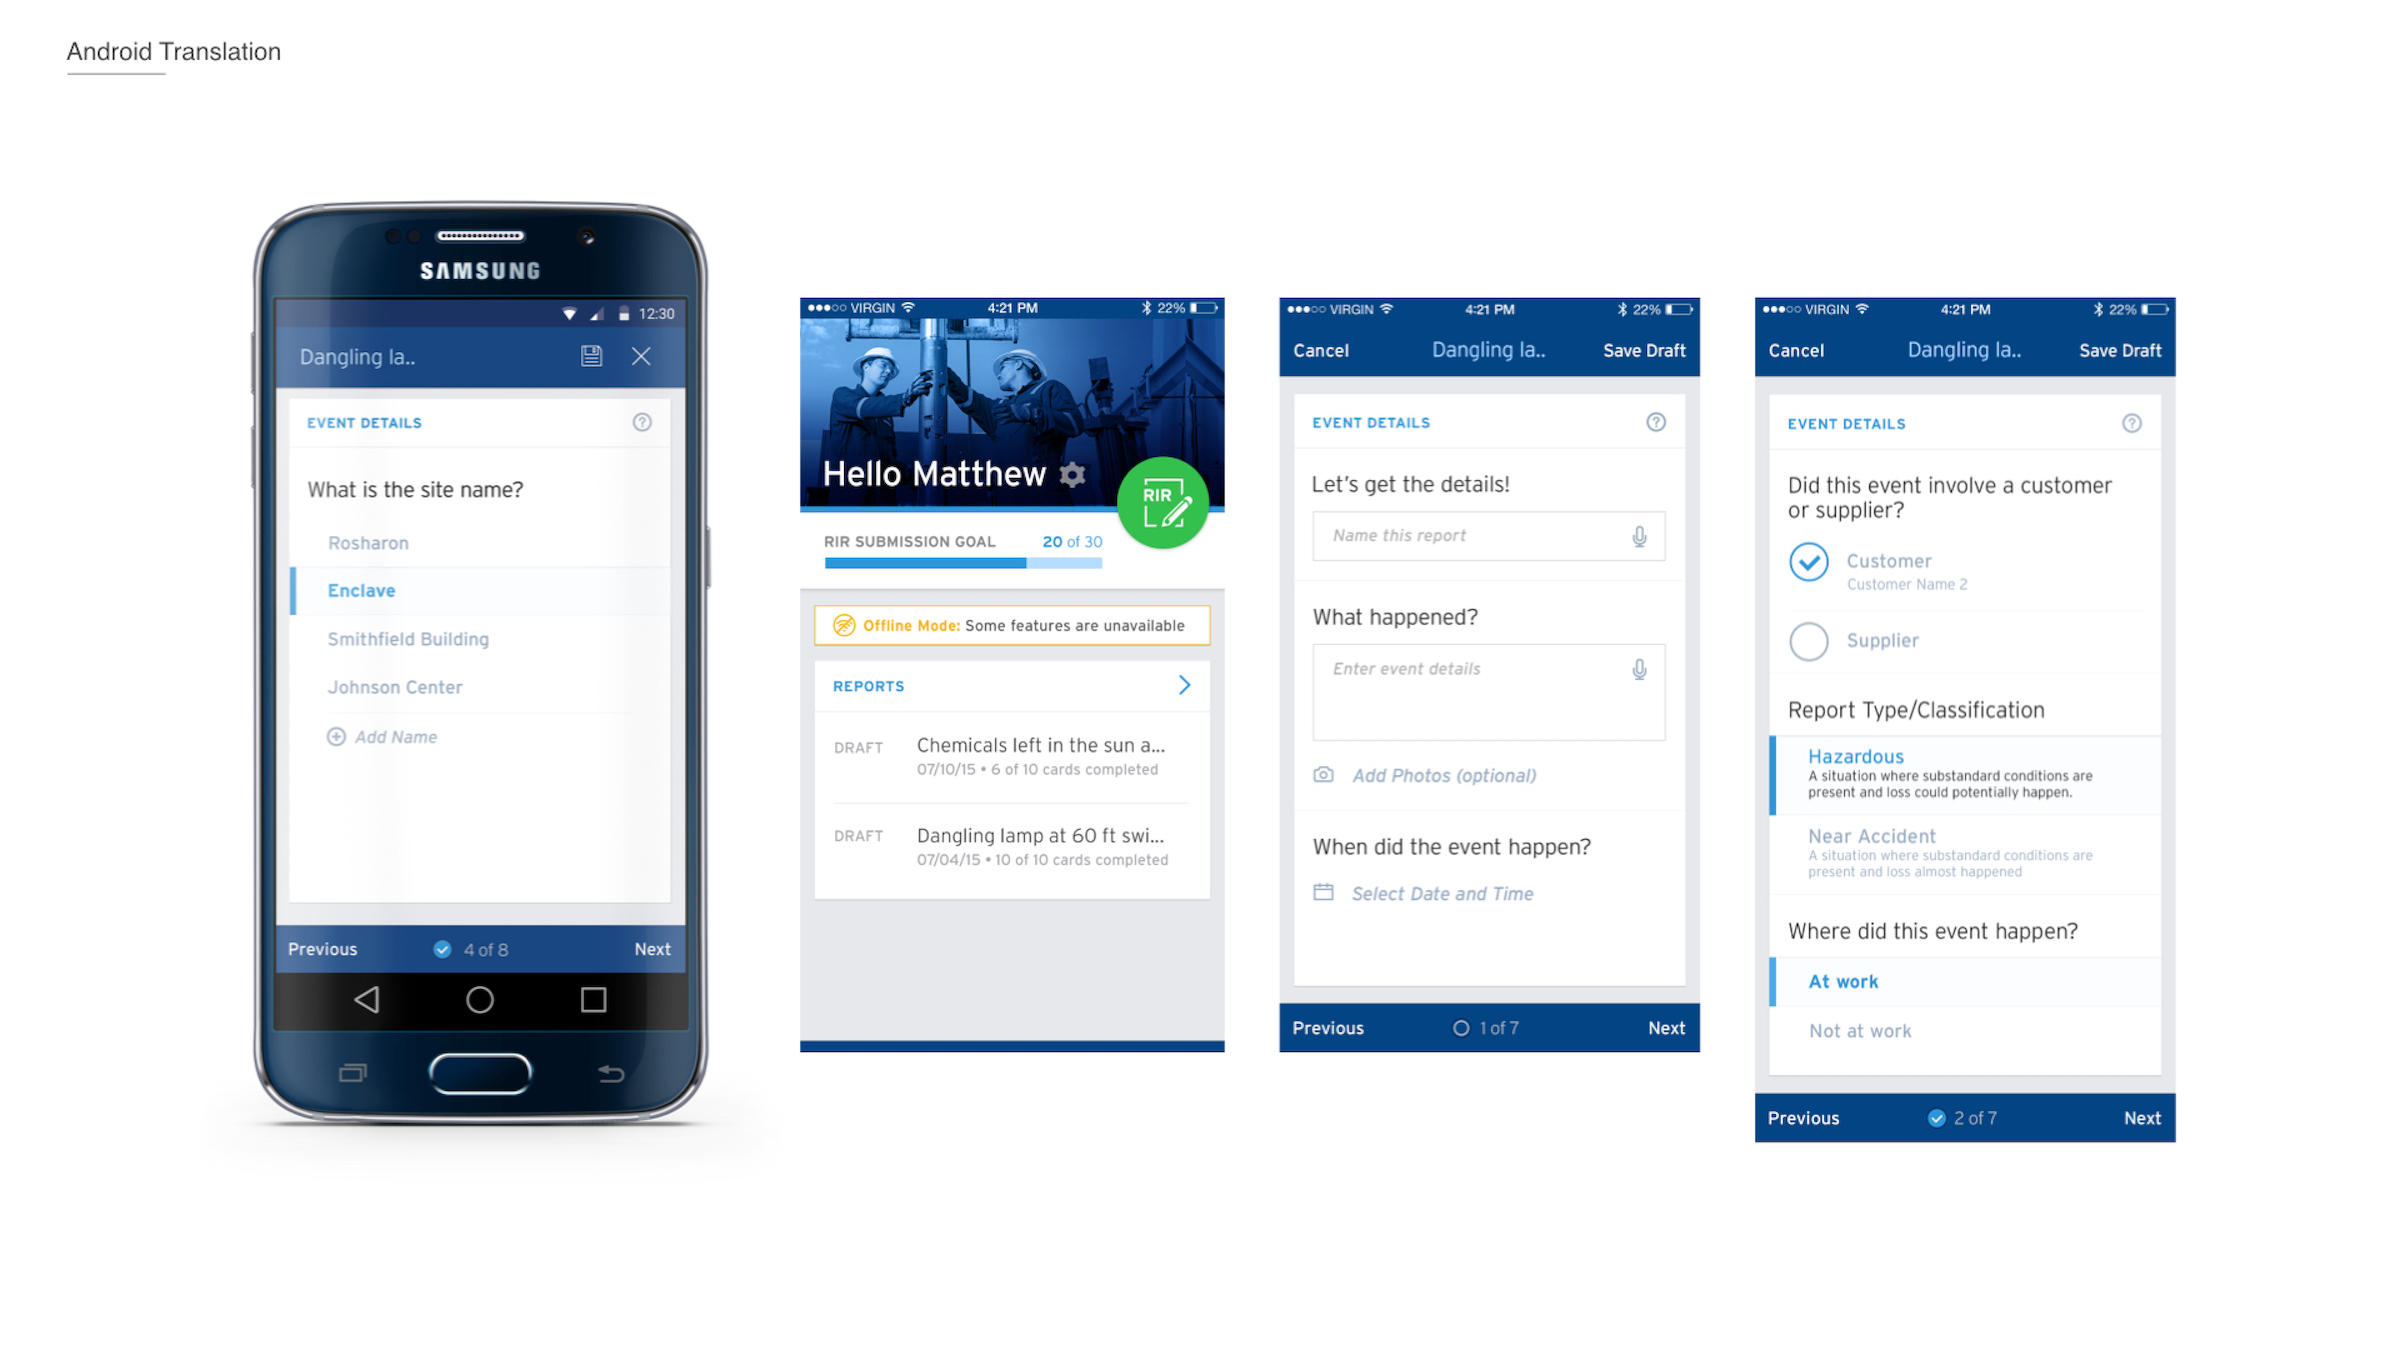 Android Translation
SAMSUNG
12:30
Dangling la..
EVENT DETAILS
What is the site name?
Rosharon
Enclave
Smithfield Building
Johnson Center
Add Name
Previous
4 of 8
Next
VIRGIN
4:21 PM
22%
Hello Matthew
RIR
RIR SUBMISSION GOAL
20 of 30
Offline Mode: Some features are unavailable
REPORTS
DRAFT
Chemicals left in the sun a...
07/10/15 • 6 of 10 cards completed
DRAFT
Dangling lamp at 60 ft swi...
07/04/15 • 10 of 10 cards completed
VIRGIN
4:21 PM
22%
Cancel
Dangling la..
Save Draft
EVENT DETAILS
Let's get the details!
Name this report
What happened?
Enter event details
Add Photos (optional)
When did the event happen?
Select Date and Time
Previous
1 of 7
Next
VIRGIN
4:21 PM
22%
Cancel
Dangling la..
Save Draft
EVENT DETAILS
Did this event involve a customer
or supplier?
Customer
Customer Name 2
Supplier
Report Type/Classification
Hazardous
A situation where substandard conditions are
present and loss could potentially happen.
Near Accident
A situation where substandard conditions are
present and loss almost happened
Where did this event happen?
At work
Not at work
Previous
2 of 7
Next